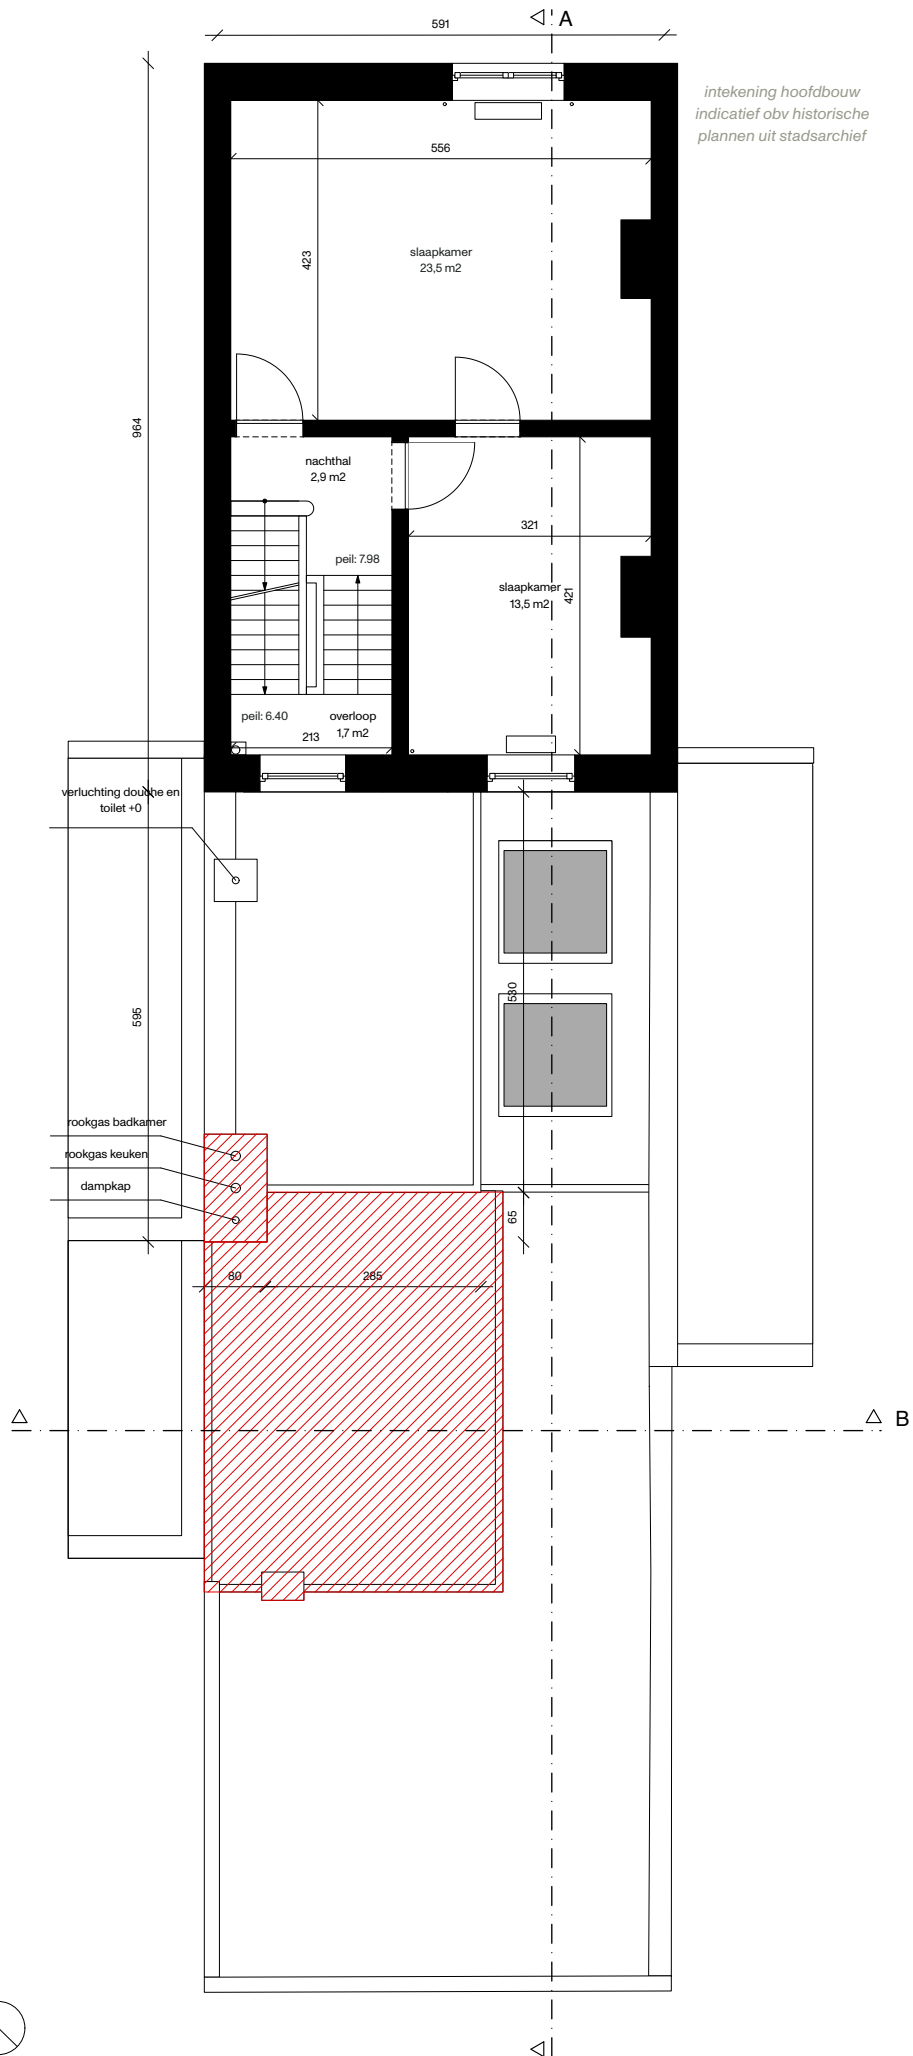 591
A
intekening hoofdbouw
indicatief obv historische
plannen uit stadsarchief
556
423
slaapkamer
23,5 m2
964
nachthal
2,9 m2
321
peil: 7.98
slaapkamer
13,5 m2
421
peil: 6.40
overloop
1,7 m2
213
verluchting douche en
toilet +0
530
595
rookgas badkamer
rookgas keuken
dampkap
65
80
285
B